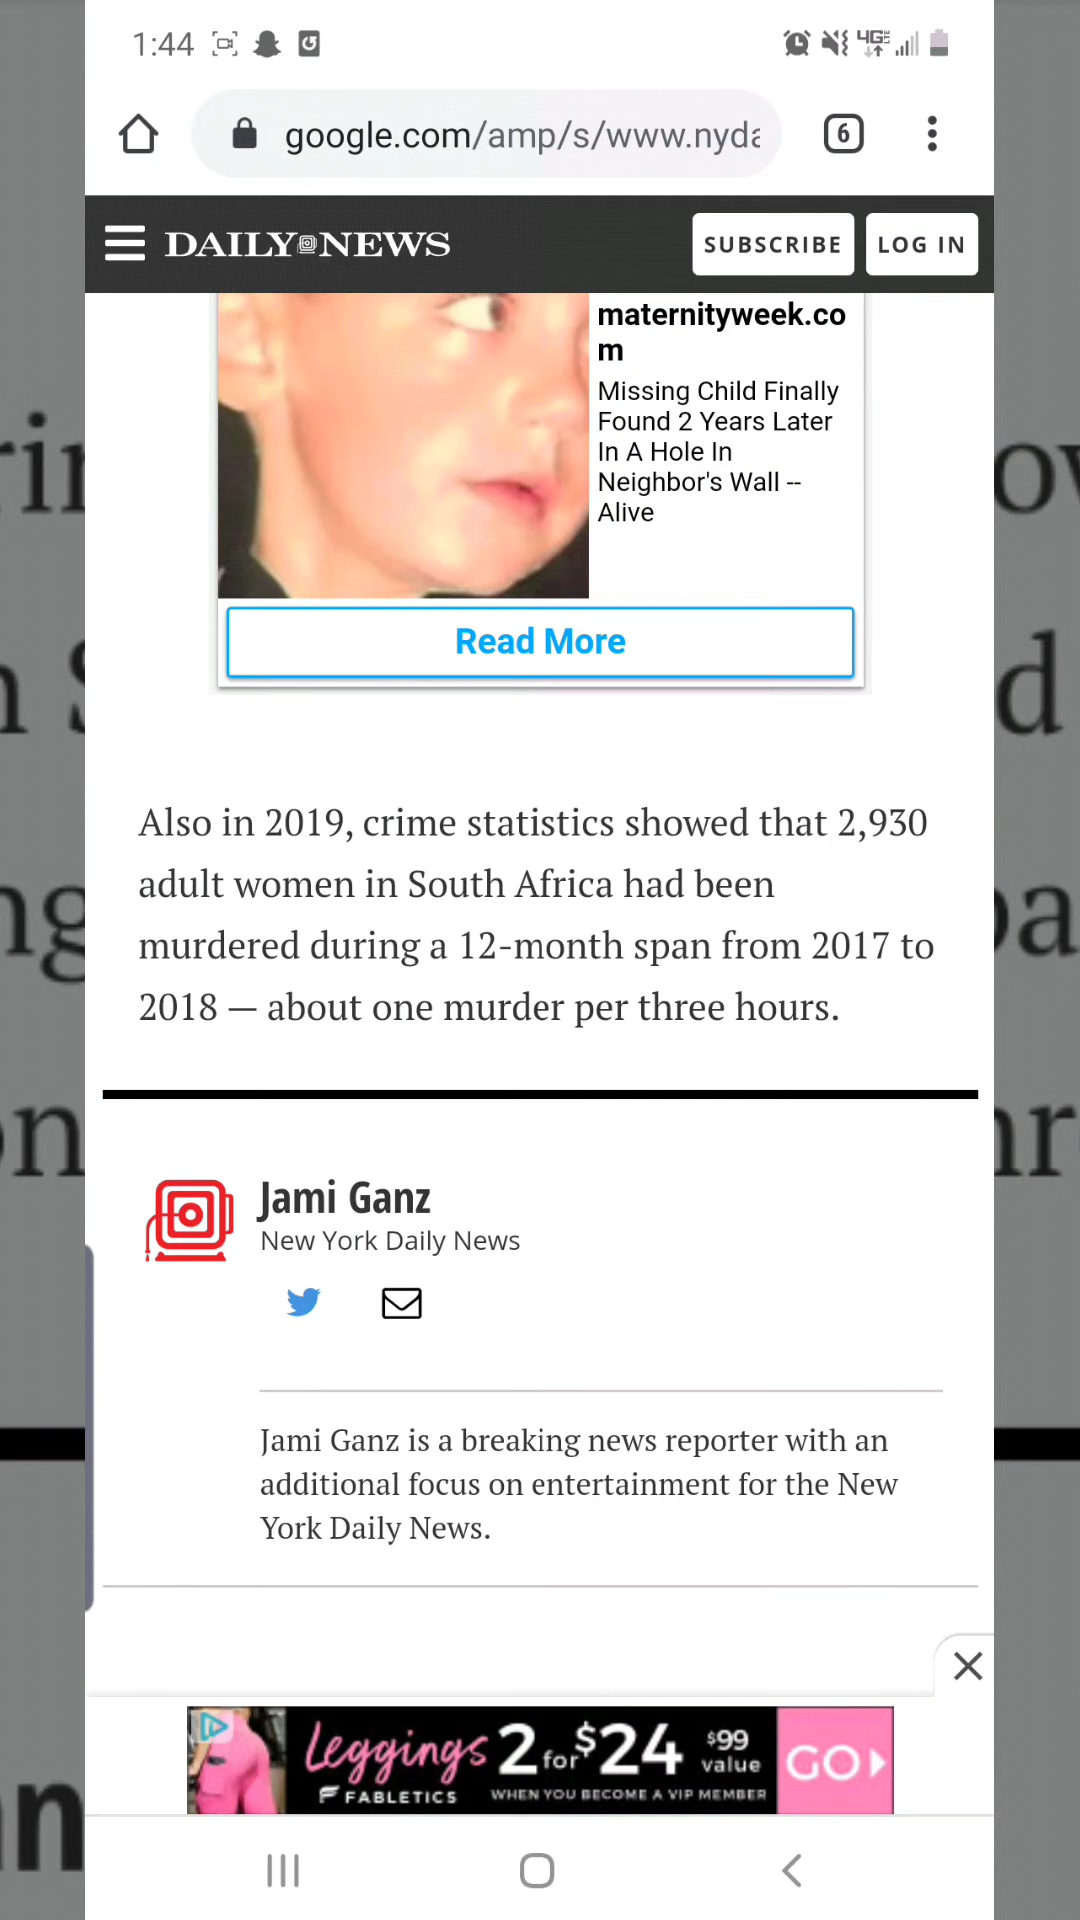 1:44
4G
google.com/amp/s/www.nyda
6
DAILY NEWS
SUBSCRIBE
LOG IN
maternityweek.co
m
Missing Child Finally
Found 2 Years Later
In A Hole In
Neighbor's Wall --
Alive
Read More
Also in 2019, crime statistics showed that 2,930
adult women in South Africa had been
murdered during a 12-month span from 2017 to
2018 — about one murder per three hours.
Jami Ganz
New York Daily News
Jami Ganz is a breaking news reporter with an
additional focus on entertainment for the New
York Daily News.
Leggings 2 for $24 $99 value
FABLETICS WHEN YOU BECOME A VIP MEMBER
GO